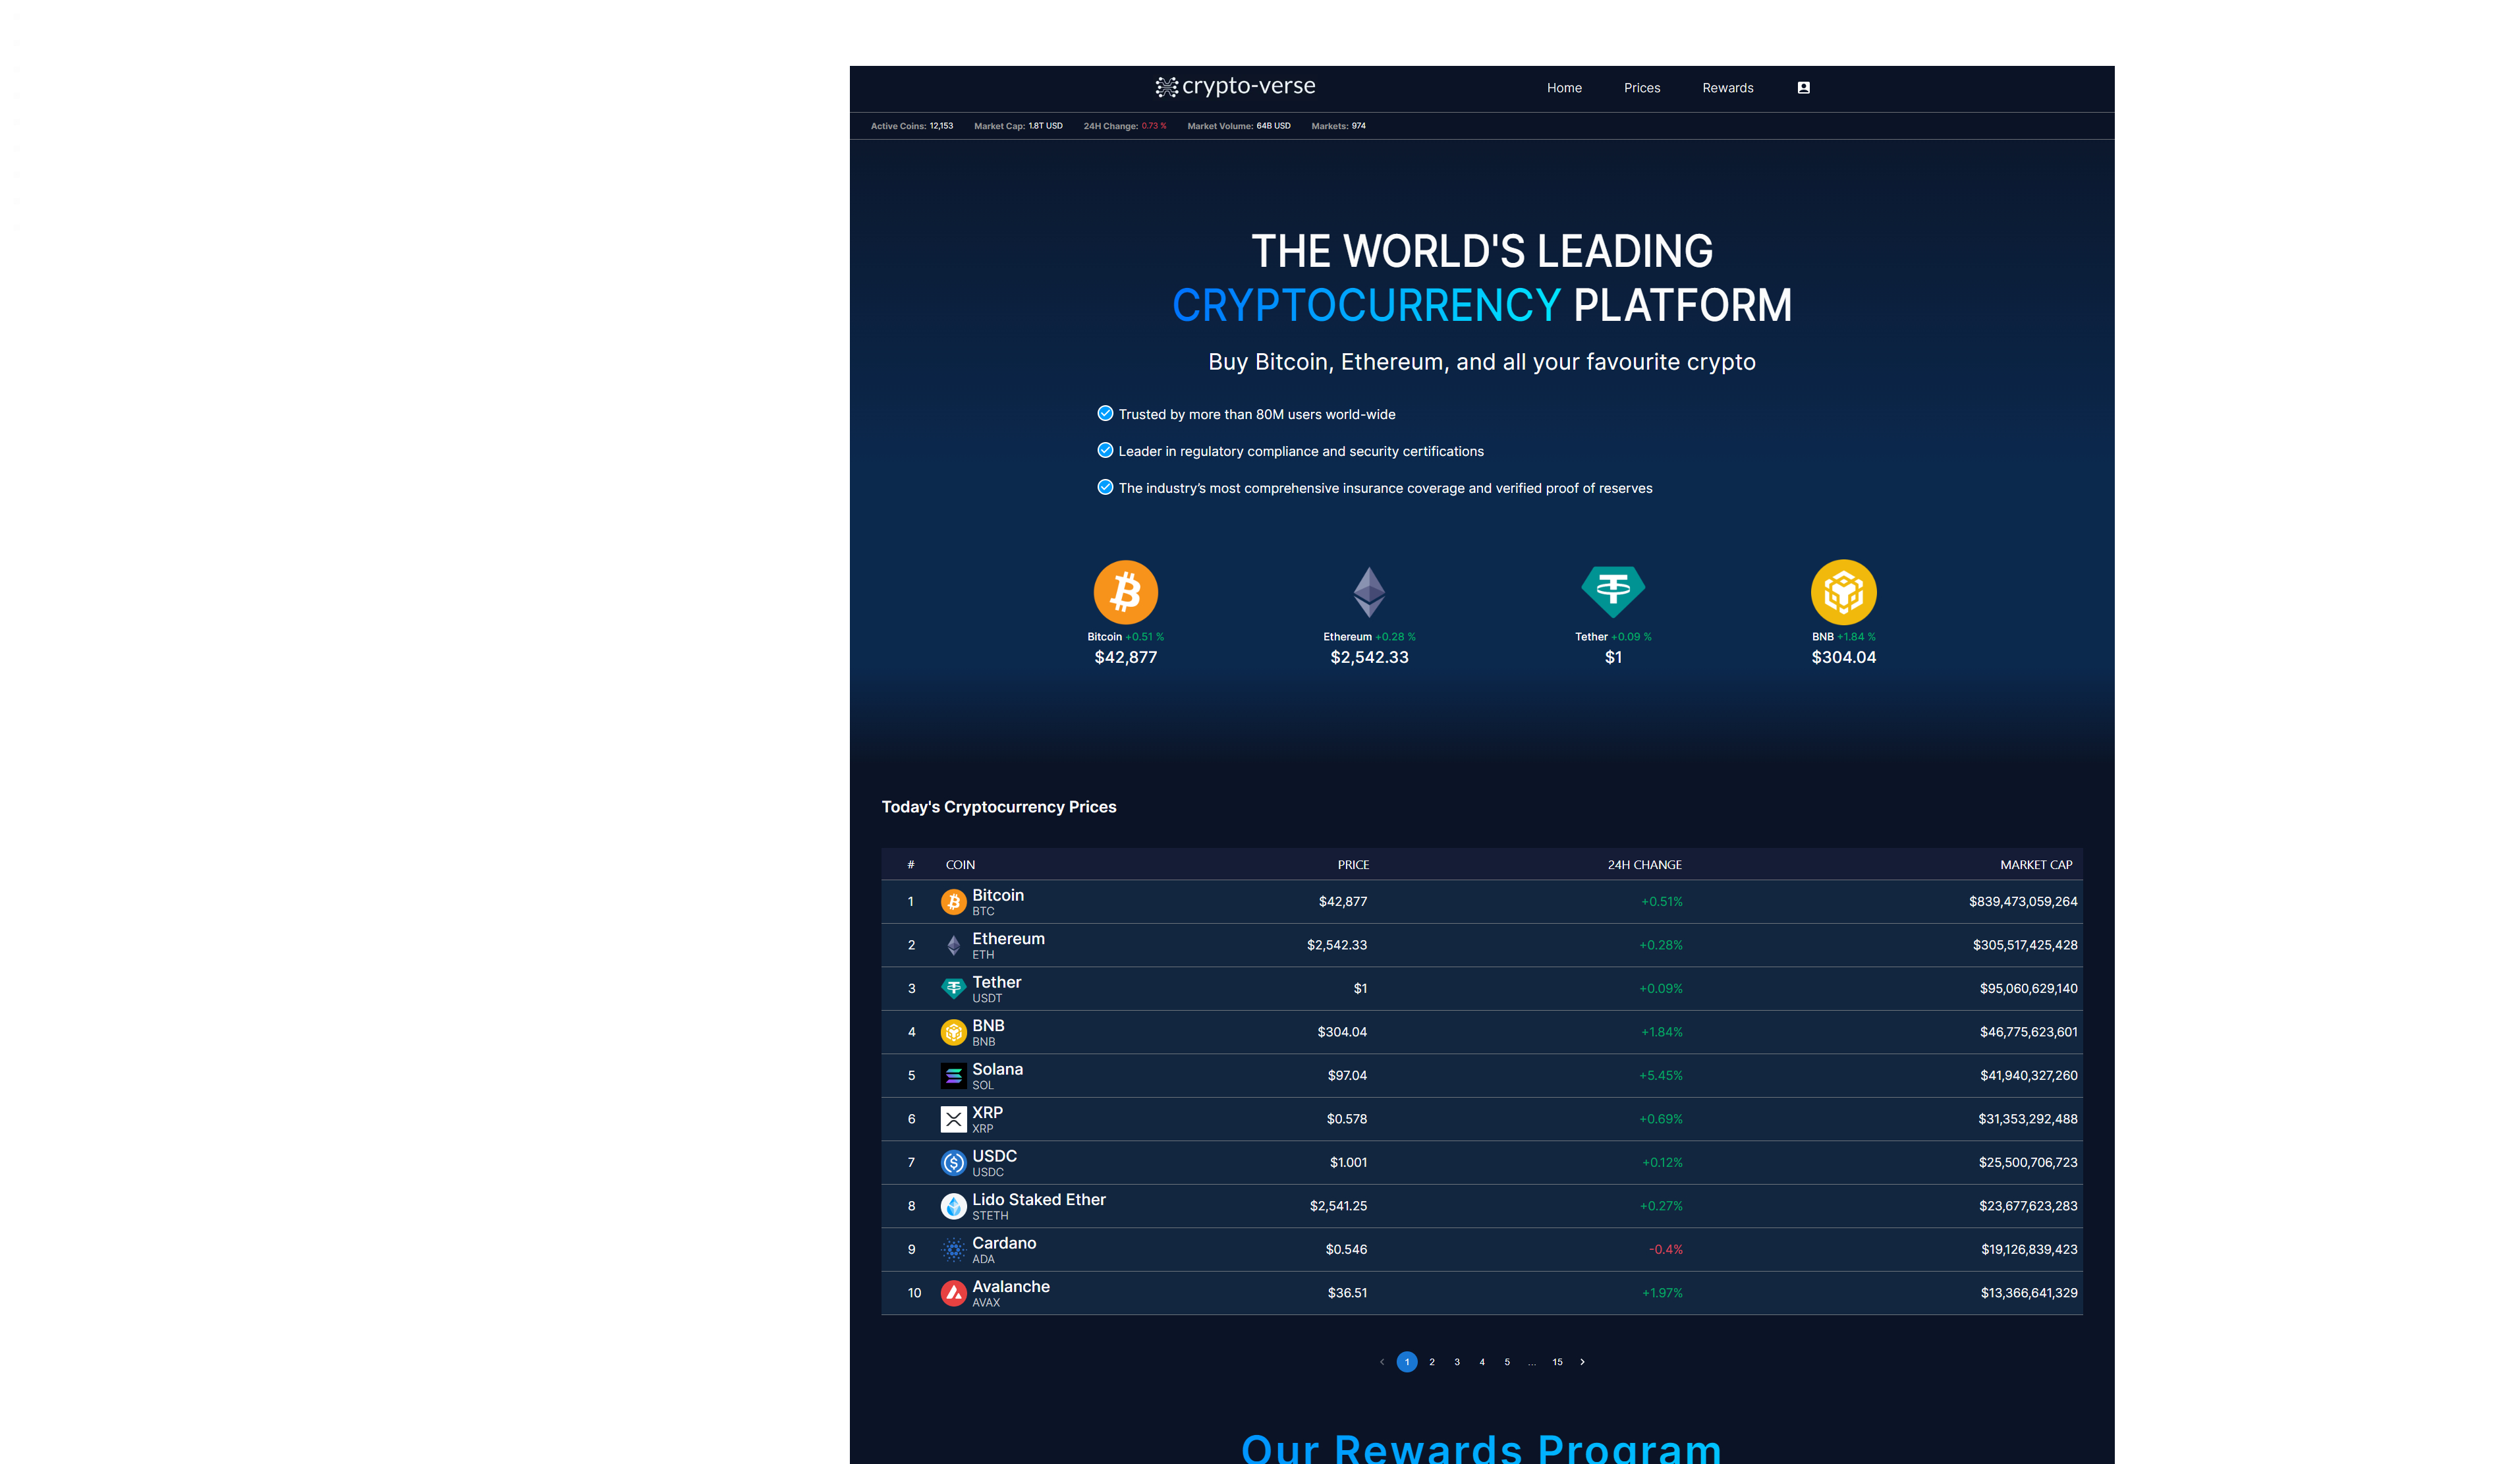 crypto-verse Home Prices Rewards
Active Coins: 12,153 Market Cap: 1.8T USD 24H Change: 0.73 % Market Volume: 64B USD Markets: 974
THE WORLD'S LEADING
CRYPTOCURRENCY PLATFORM
Buy Bitcoin, Ethereum, and all your favourite crypto
Trusted by more than 80M users world-wide
Leader in regulatory compliance and security certifications
The industry’s most comprehensive insurance coverage and verified proof of reserves
Bitcoin +0.51 % Ethereum +0.28 % Tether +0.09 % BNB +1.84 %
$42,877 $2,542.33 $1 $304.04
Today's Cryptocurrency Prices
# COIN PRICE 24H CHANGE MARKET CAP
1 Bitcoin $42,877 +0.51% $839,473,059,264
BTC
2 Ethereum $2,542.33 +0.28% $305,517,425,428
ETH
3 Tether $1 +0.09% $95,060,629,140
USDT
4 BNB $304.04 +1.84% $46,775,623,601
BNB
5 Solana $97.04 +5.45% $41,940,327,260
SOL
6 XRP $0.578 +0.69% $31,353,292,488
XRP
7 USDC $1.001 +0.12% $25,500,706,723
USDC
8 Lido Staked Ether $2,541.25 +0.27% $23,677,623,283
STETH
9 Cardano $0.546 -0.4% $19,126,839,423
ADA
10 Avalanche $36.51 +1.97% $13,366,641,329
AVAX
‹ 1 2 3 4 5 ... 15 ›
Our Rewards Program